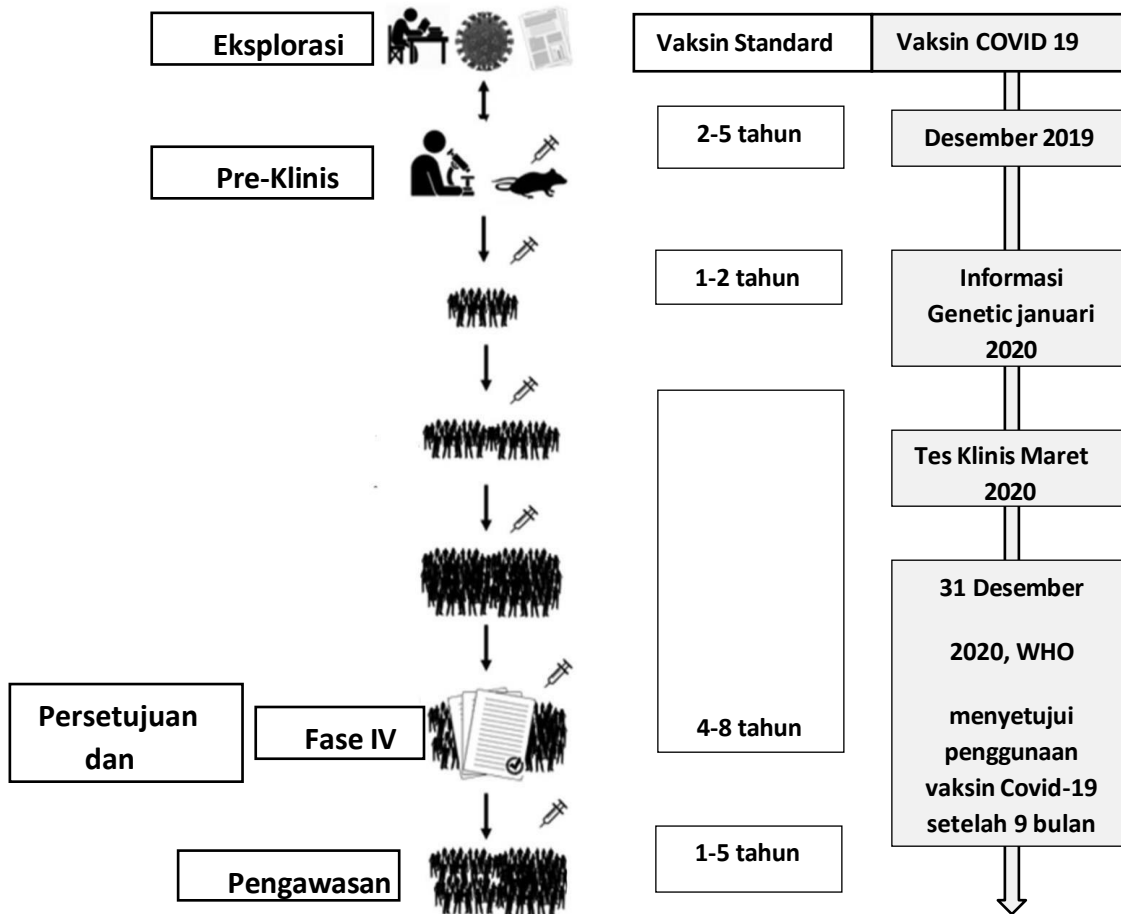 Eksplorasi
Vaksin Standard
Vaksin COVID 19
2-5 tahun
Desember 2019
Pre-Klinis
1-2 tahun
Informasi
Genetic januari
2020
Tes Klinis Maret
2020
31 Desember
2020, WHO
menyetujui
penggunaan
vaksin Covid-19
setelah 9 bulan
4-8 tahun
Persetujuan
dan
Fase IV
1-5 tahun
Pengawasan